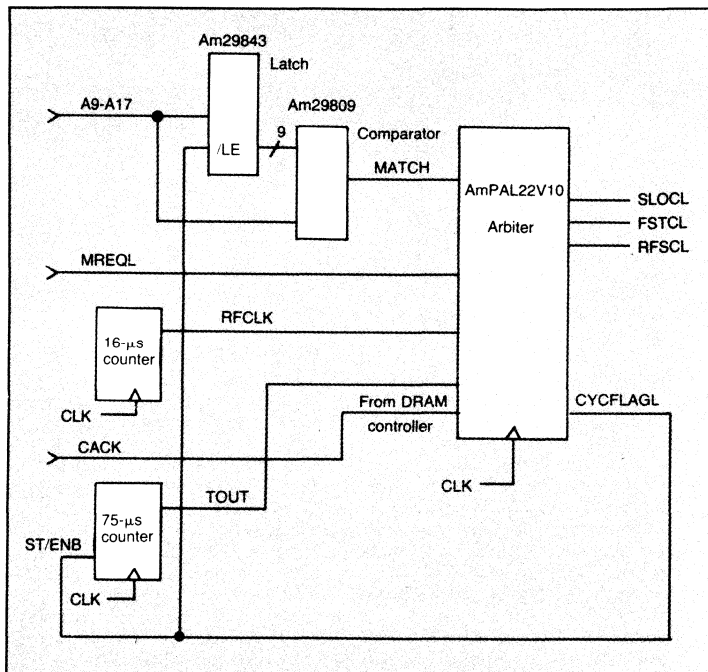 Am29843
Latch
A9-A17
Am29809
9
Comparator
/LE
MATCH
AmPAL22V10
Arbiter
SLOCL
FSTCL
RFSCL
MREQL
RFCLK
16-µs
counter
CLK
From DRAM
controller
CYCFLAGL
CACK
CLK
TOUT
75-µs
counter
ST/ENB
CLK